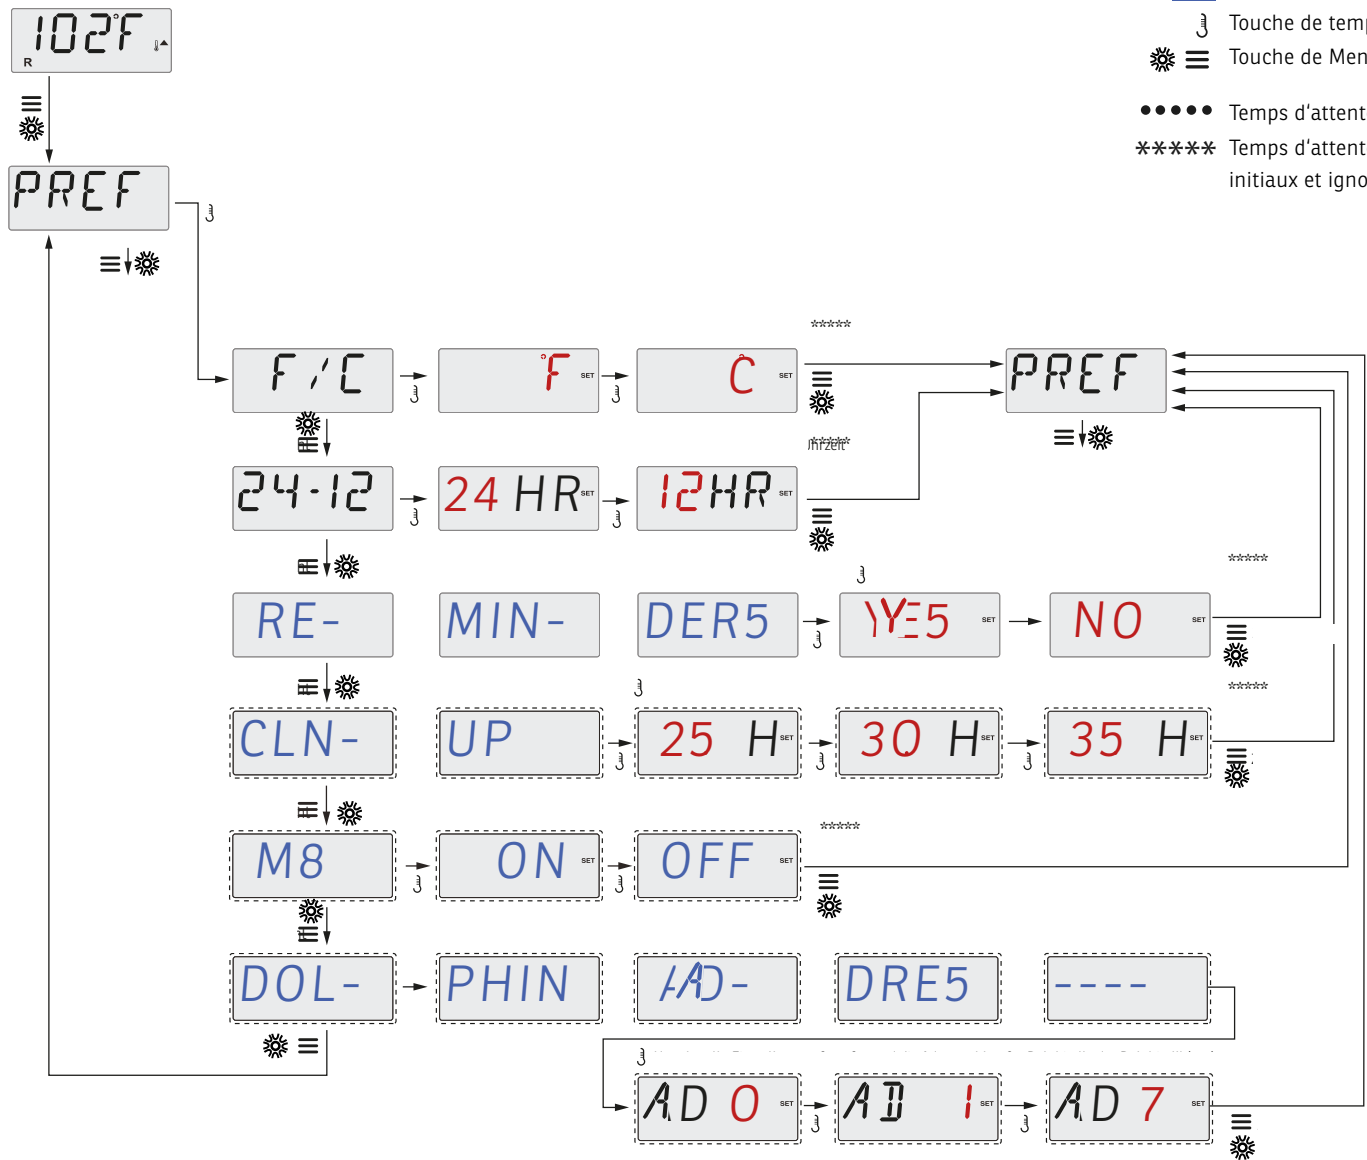 102°F
R
Touche de temp
Touche de Men
Temps d'attent
***** Temps d'attent
initiaux et igno
PREF
*****
F/C
°F SET
°C SET
PREF
*****
24-12
24 HR SET
12HR SET
*****
RE-
MIN-
DER5
YE5 SET
NO SET
*****
CLN-
UP
25 H SET
30 H SET
35 H SET
*****
M8
ON SET
OFF SET
DOL-
PHIN
AD-
DRE5
----
AD 0 SET
AD 1 SET
AD 7 SET